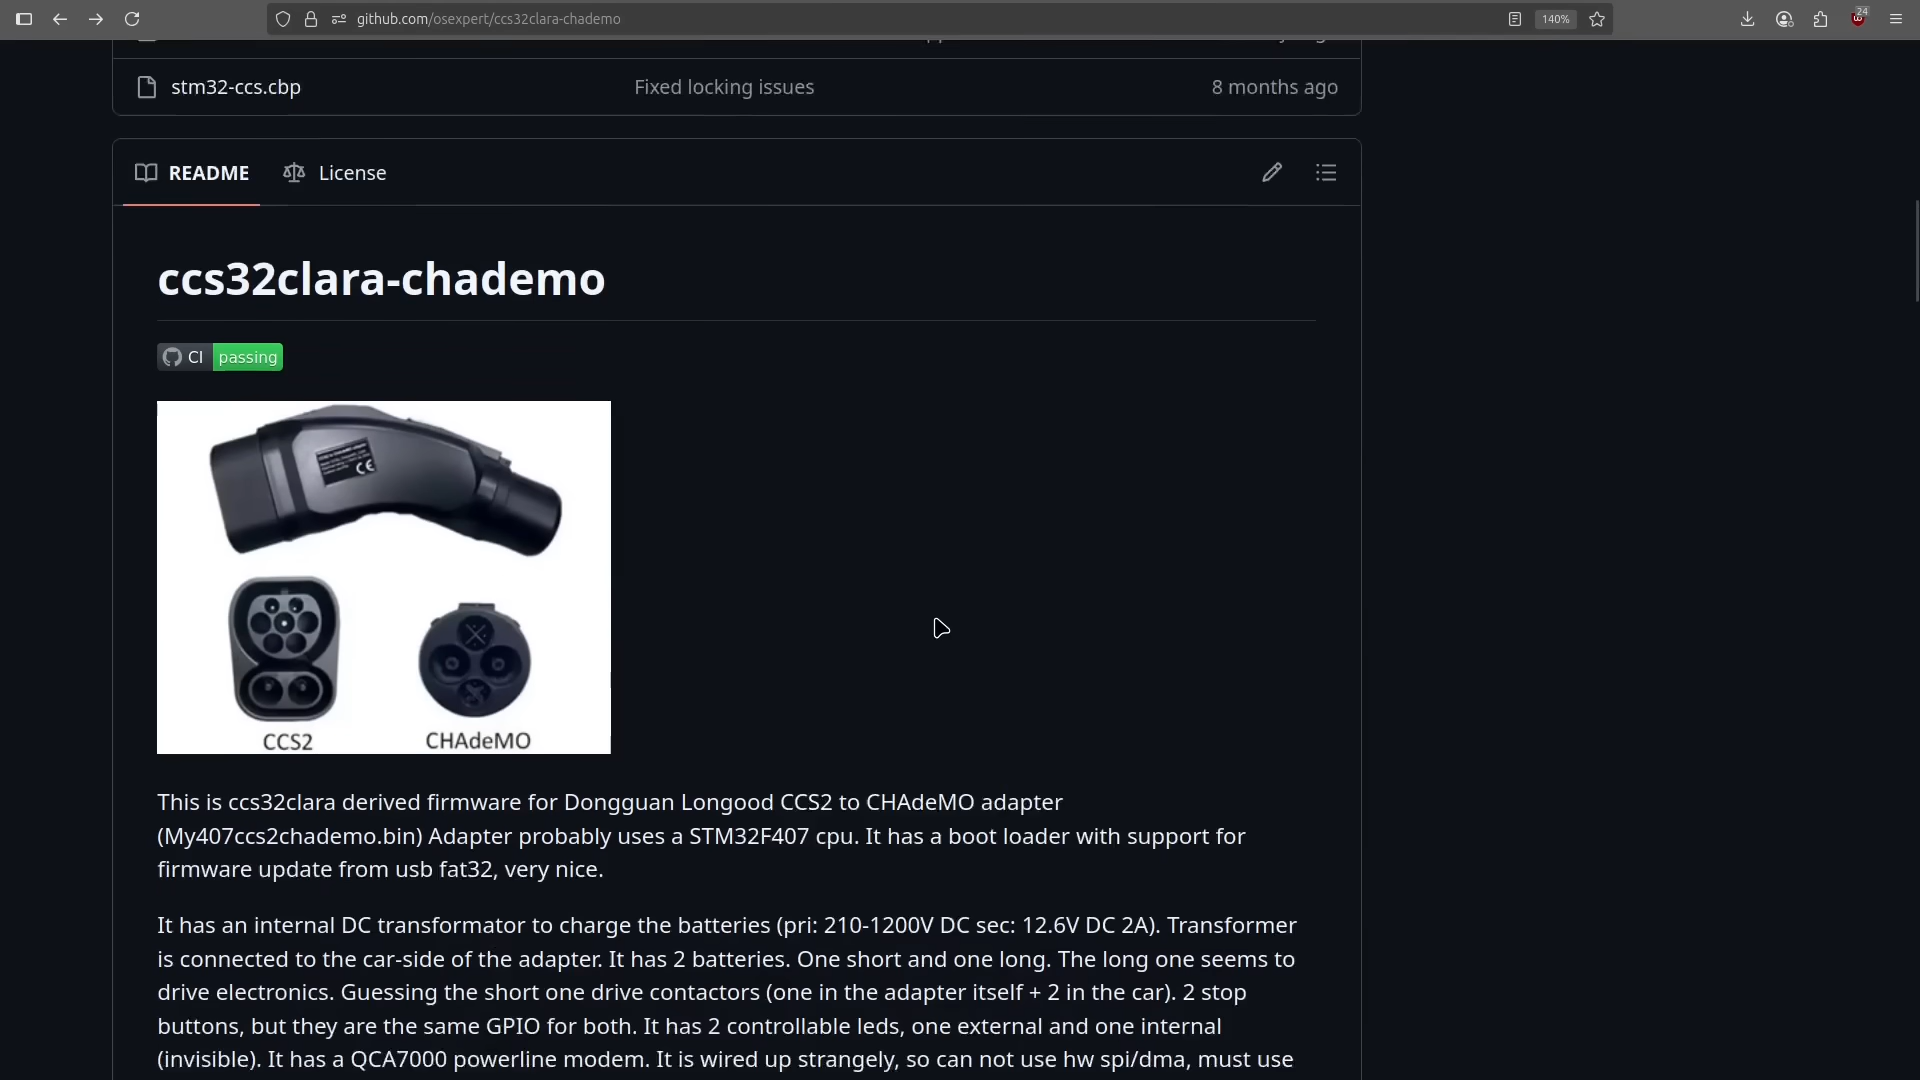 github.com/osexpert/ccs32clara-chademo
140%
24
stm32-ccs.cbp
Fixed locking issues
8 months ago
README
License
ccs32clara-chademo
CI passing
CE
CCS2
CHAdeMO
This is ccs32clara derived firmware for Dongguan Longood CCS2 to CHAdeMO adapter
(My407ccs2chademo.bin) Adapter probably uses a STM32F407 cpu. It has a boot loader with support for
firmware update from usb fat32, very nice.
It has an internal DC transformator to charge the batteries (pri: 210-1200V DC sec: 12.6V DC 2A). Transformer
is connected to the car-side of the adapter. It has 2 batteries. One short and one long. The long one seems to
drive electronics. Guessing the short one drive contactors (one in the adapter itself + 2 in the car). 2 stop
buttons, but they are the same GPIO for both. It has 2 controllable leds, one external and one internal
(invisible). It has a QCA7000 powerline modem. It is wired up strangely, so can not use hw spi/dma, must use